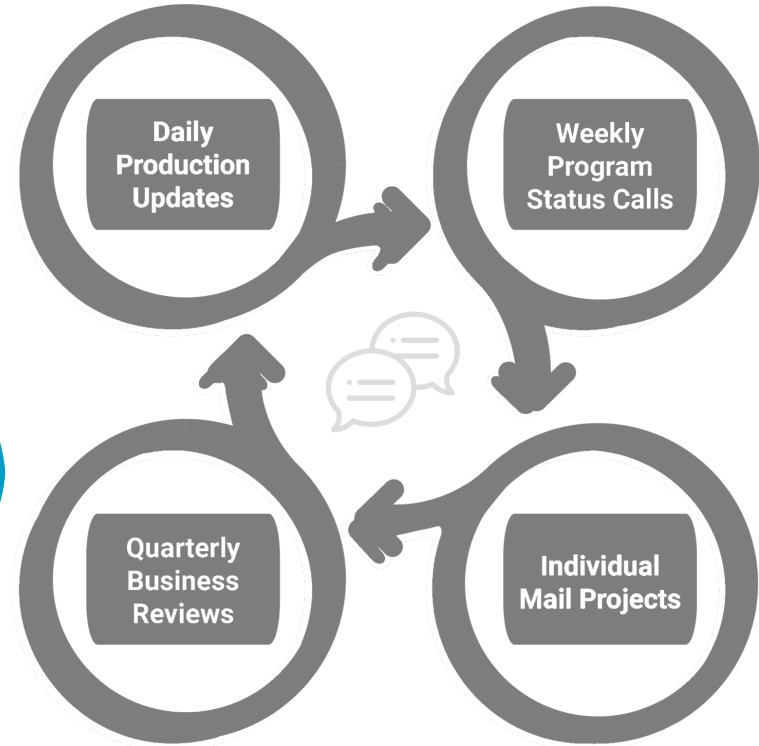 Daily
Production
Updates
Weekly
Program
Status Calls
Individual
Mail Projects
Quarterly
Business
Reviews